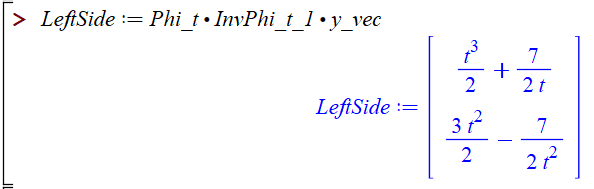 > LeftSide := Phi_t • InvPhi_t_1 • y_vec
LeftSide := [ t^3/2 + 7/(2 t) ; 3 t^2/2 − 7/(2 t^2) ]